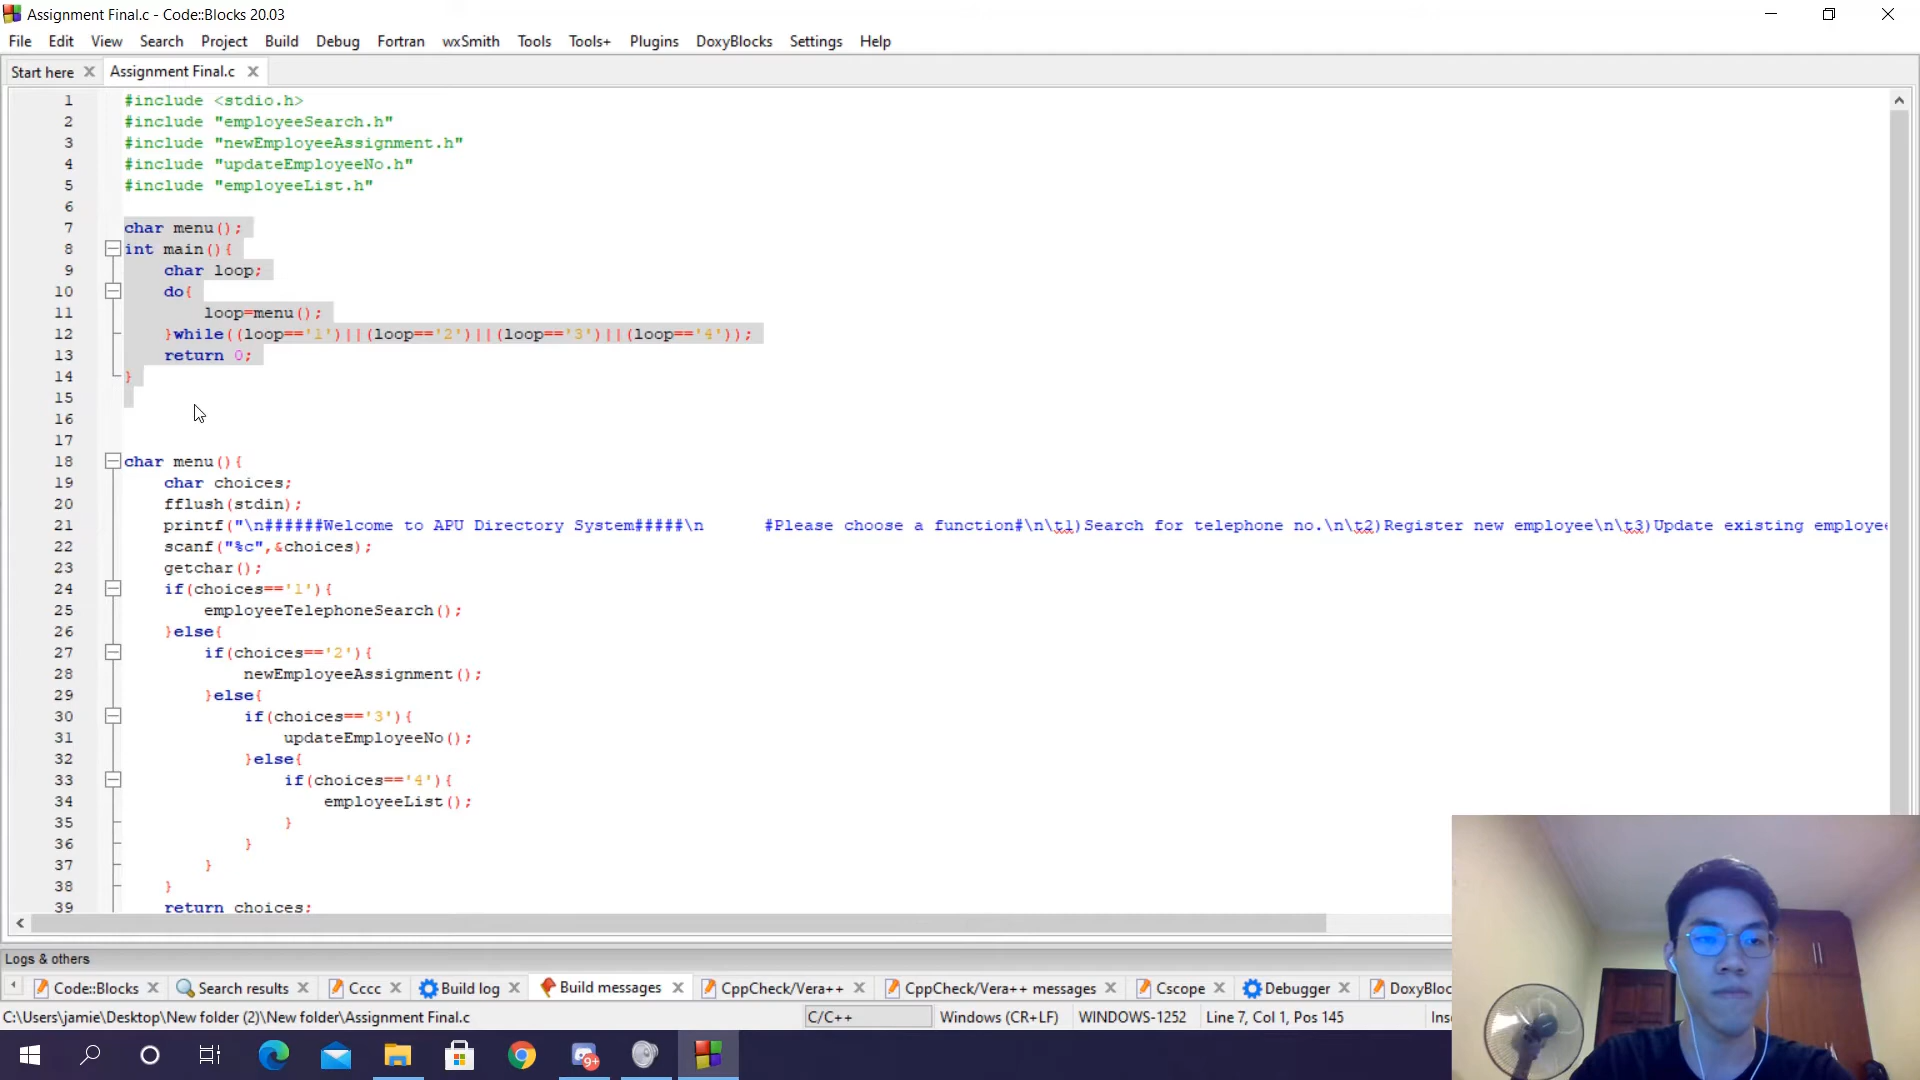 Assignment Final.c - Code::Blocks 20.03
File Edit View Search Project Build Debug Fortran wxSmith Tools Tools+ Plugins DoxyBlocks Settings Help
Start here Assignment Final.c
1 #include <stdio.h>
2 #include "employeeSearch.h"
3 #include "newEmployeeAssignment.h"
4 #include "updateEmployeeNo.h"
5 #include "employeeList.h"
6
7 char menu();
8 int main(){
9 char loop;
10 do{
11 loop=menu();
12 }while((loop=='1')||(loop=='2')||(loop=='3')||(loop=='4'));
13 return 0;
14 }
15
16
17
18 char menu(){
19 char choices;
20 fflush(stdin);
21 printf("\n######Welcome to APU Directory System#####\n #Please choose a function#\n\t1)Search for telephone no.\n\t2)Register new employee\n\t3)Update existing employe
22 scanf("%c",&choices);
23 getchar();
24 if(choices=='1'){
25 employeeTelephoneSearch();
26 }else{
27 if(choices=='2'){
28 newEmployeeAssignment();
29 }else{
30 if(choices=='3'){
31 updateEmployeeNo();
32 }else{
33 if(choices=='4'){
34 employeeList();
35 }
36 }
37 }
38 }
39 return choices;
Logs & others
Code::Blocks Search results Cccc Build log Build messages CppCheck/Vera++ CppCheck/Vera++ messages Cscope Debugger DoxyBloc
C:\Users\jamie\Desktop\New folder (2)\New folder\Assignment Final.c C/C++ Windows (CR+LF) WINDOWS-1252 Line 7, Col 1, Pos 145 Ins
9+